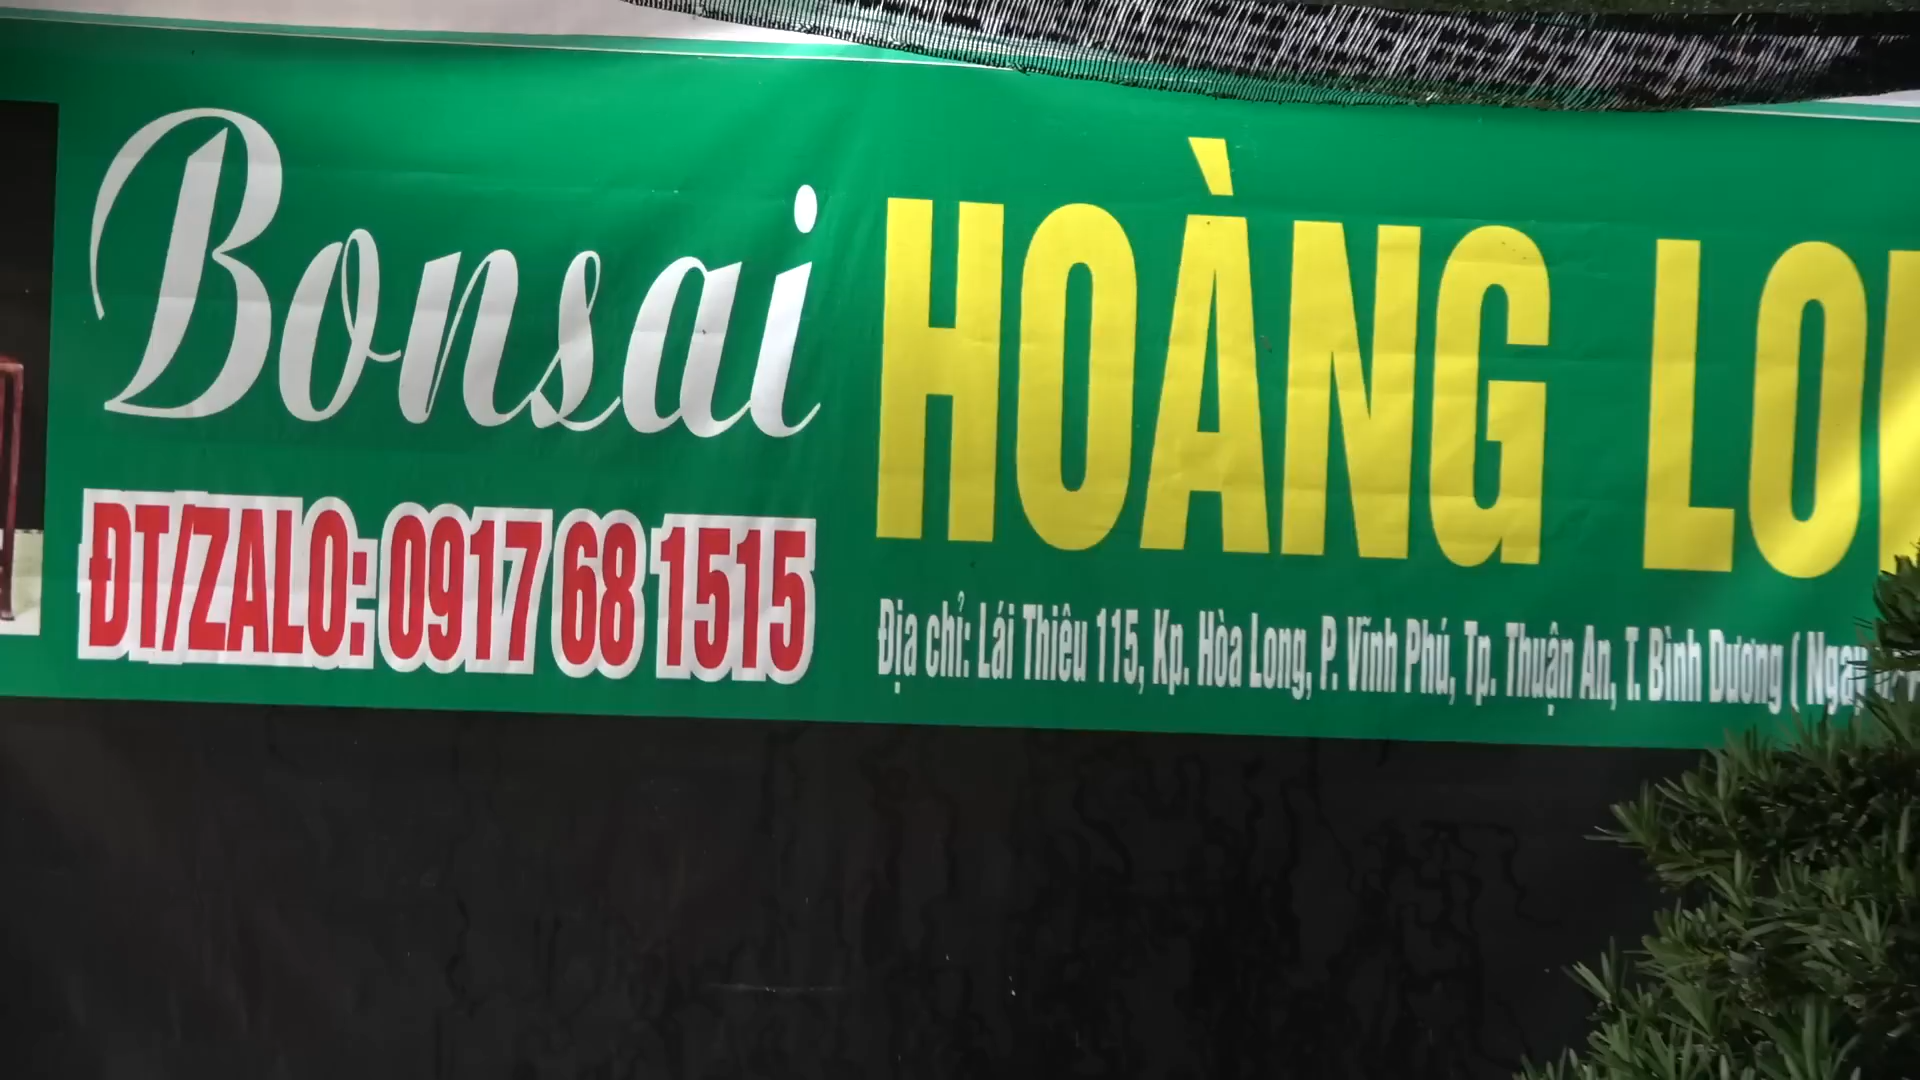 Bonsai HOÀNG
ĐT/ZALO: 0917 68 1515
Địa chỉ: Lái Thiêu 115, Kp. Hòa Long, P. Vĩnh Phú, Tp. Thuận An, T. Bình Dương ( Ngay